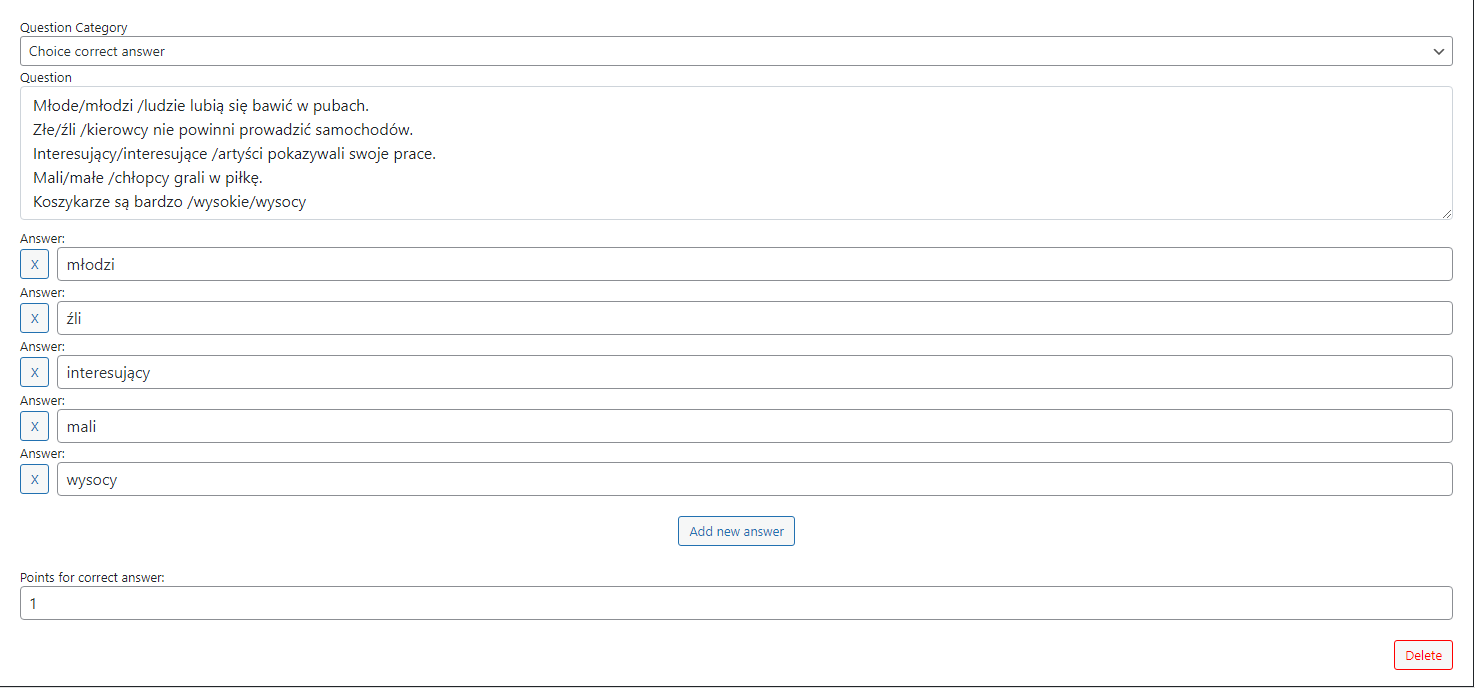 Question Category
Choice correct answer
Question
Młode/młodzi /ludzie lubią się bawić w pubach.
Złe/źli /kierowcy nie powinni prowadzić samochodów.
Interesujący/interesujące /artyści pokazywali swoje prace.
Mali/małe /chłopcy grali w piłkę.
Koszykarze są bardzo /wysokie/wysocy
Answer:
X młodzi
Answer:
X źli
Answer:
X interesujący
Answer:
X mali
Answer:
X wysocy
Add new answer
Points for correct answer:
1
Delete